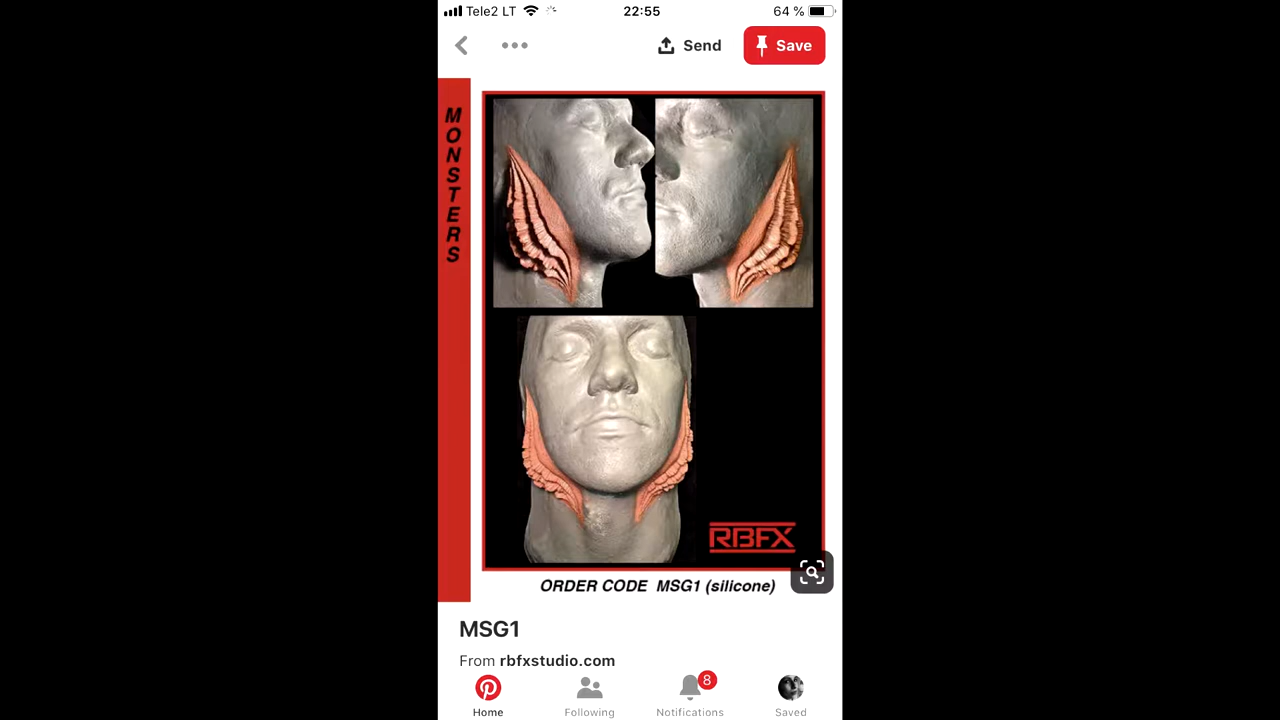 Tele2 LT 22:55 64 %
Send Save
MONSTERS
RBFX
ORDER CODE MSG1 (silicone)
MSG1
From rbfxstudio.com
8
Home Following Notifications Saved